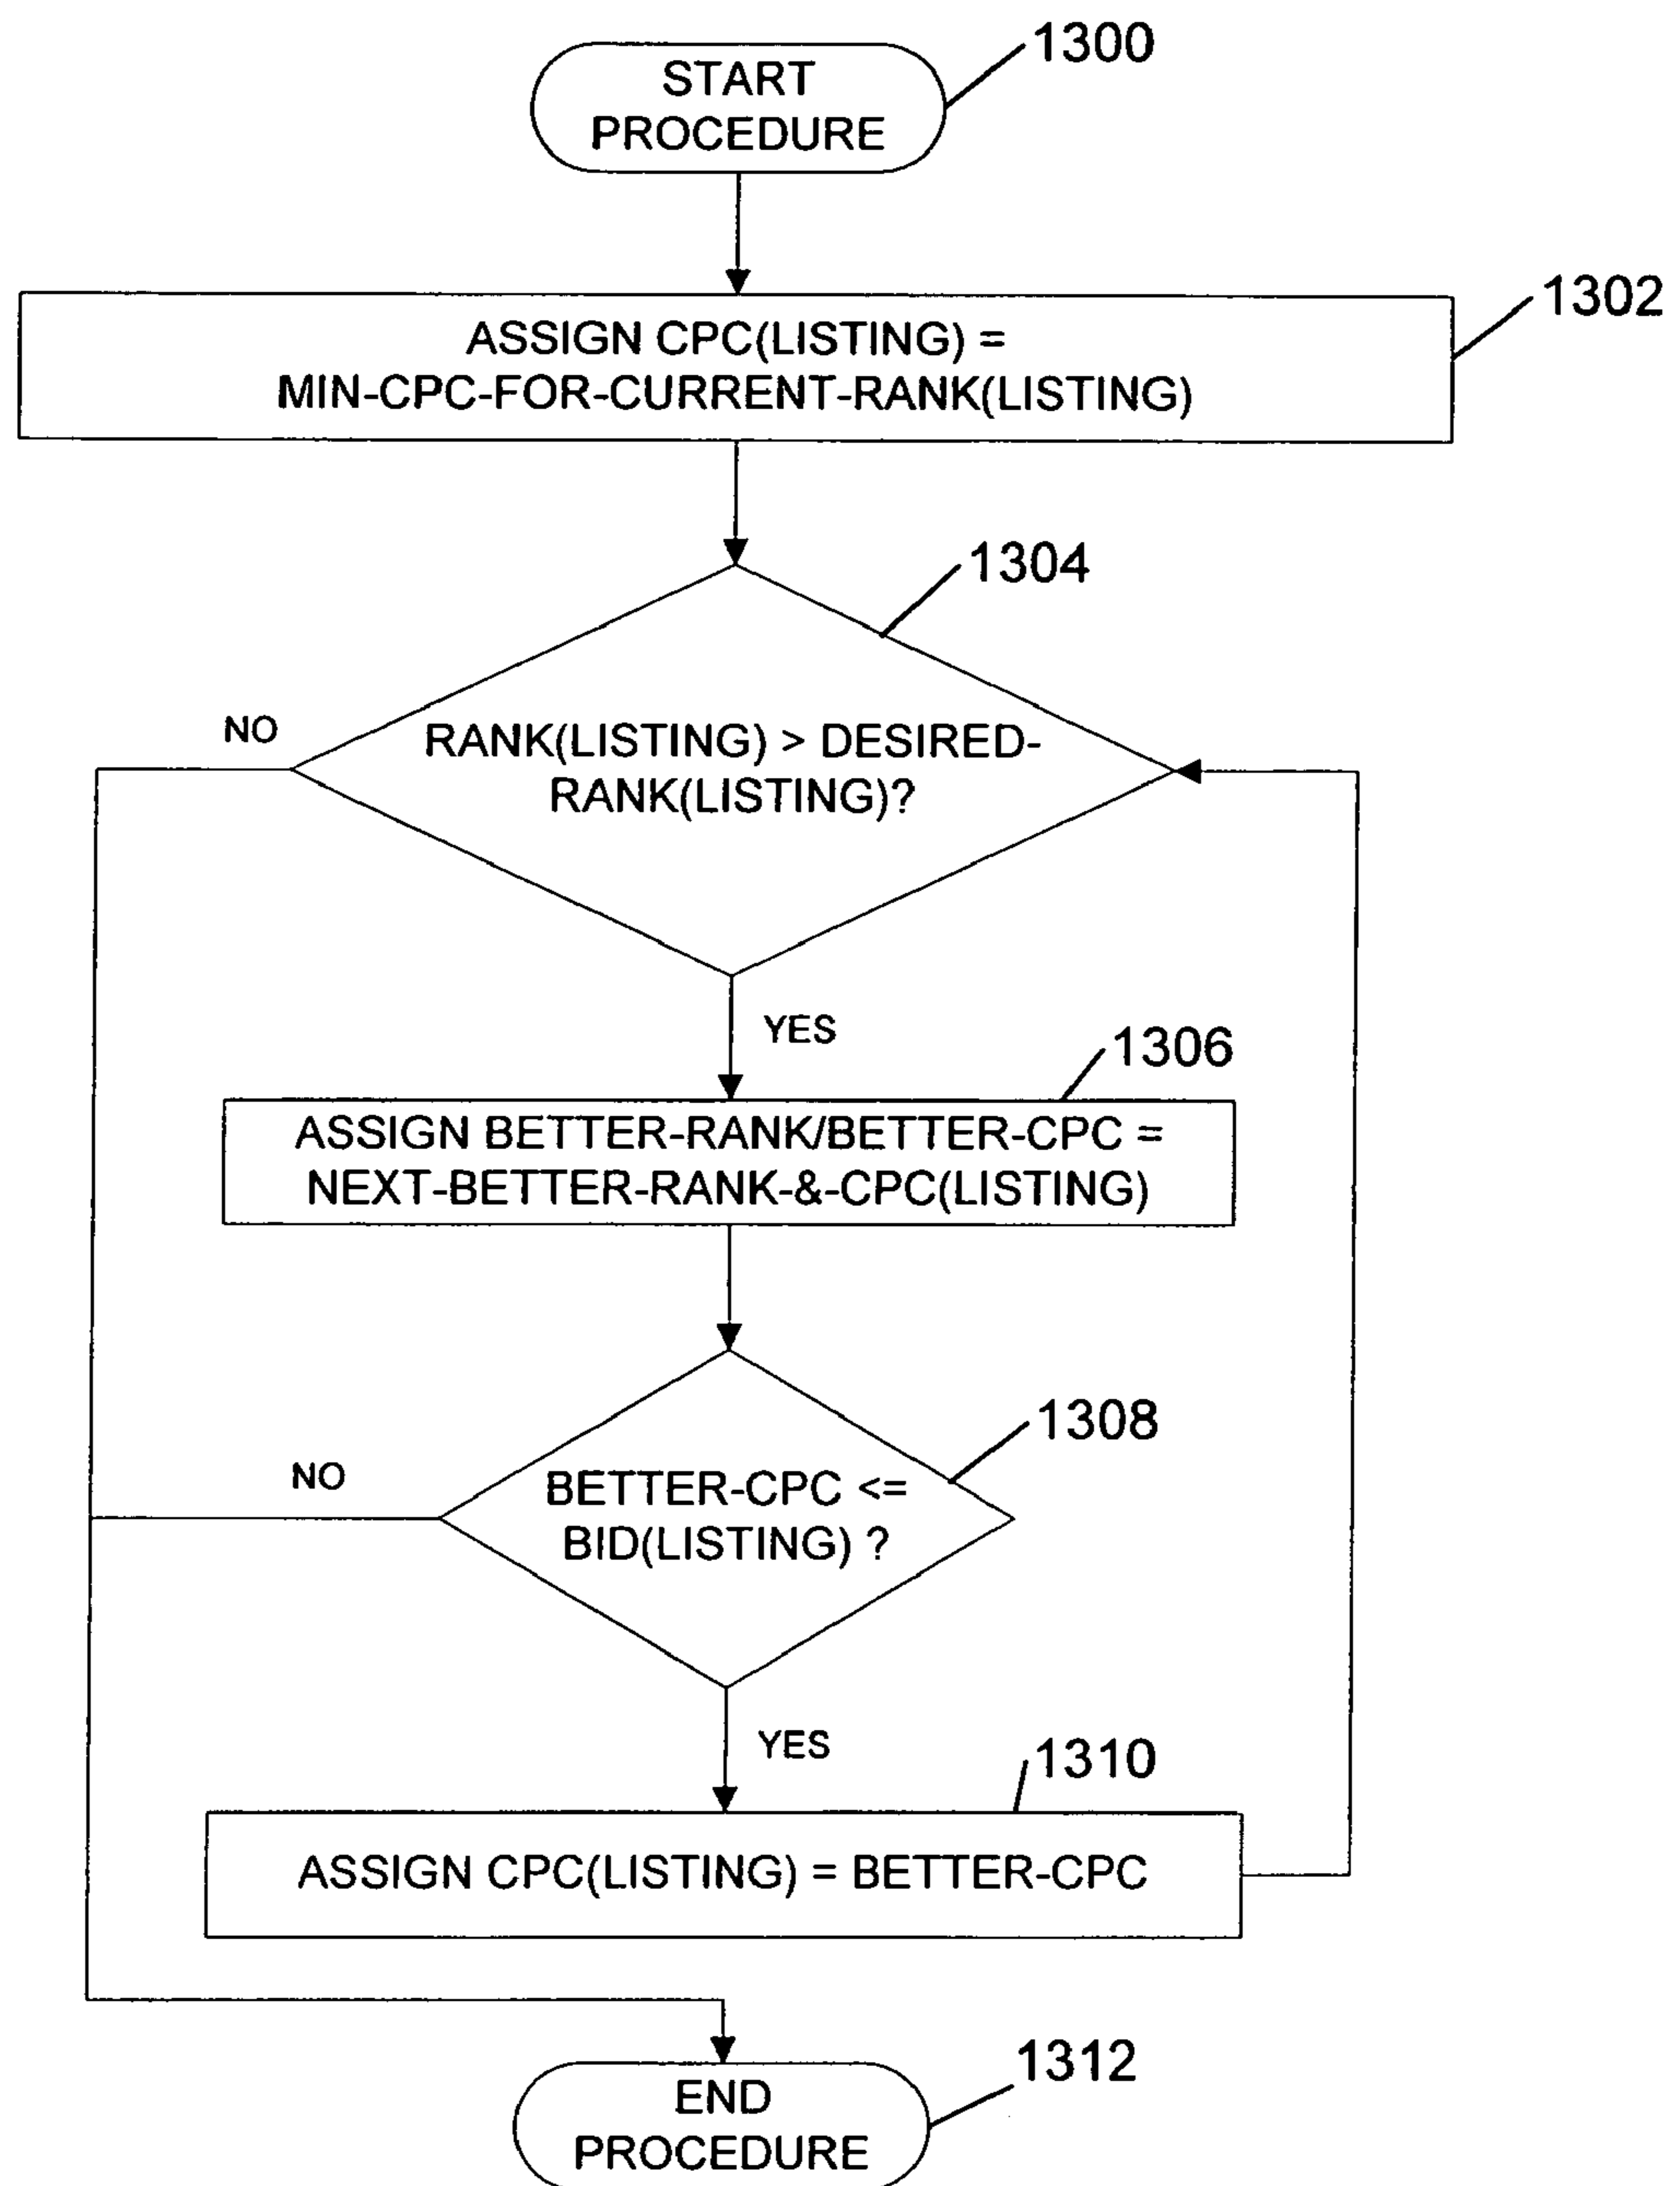 START
PROCEDURE
1300
ASSIGN CPC(LISTING) =
MIN-CPC-FOR-CURRENT-RANK(LISTING)
1302
1304
NO
RANK(LISTING) > DESIRED-
RANK(LISTING)?
YES
1306
ASSIGN BETTER-RANK/BETTER-CPC =
NEXT-BETTER-RANK-&-CPC(LISTING)
1308
NO
BETTER-CPC <=
BID(LISTING) ?
YES
1310
ASSIGN CPC(LISTING) = BETTER-CPC
1312
END
PROCEDURE